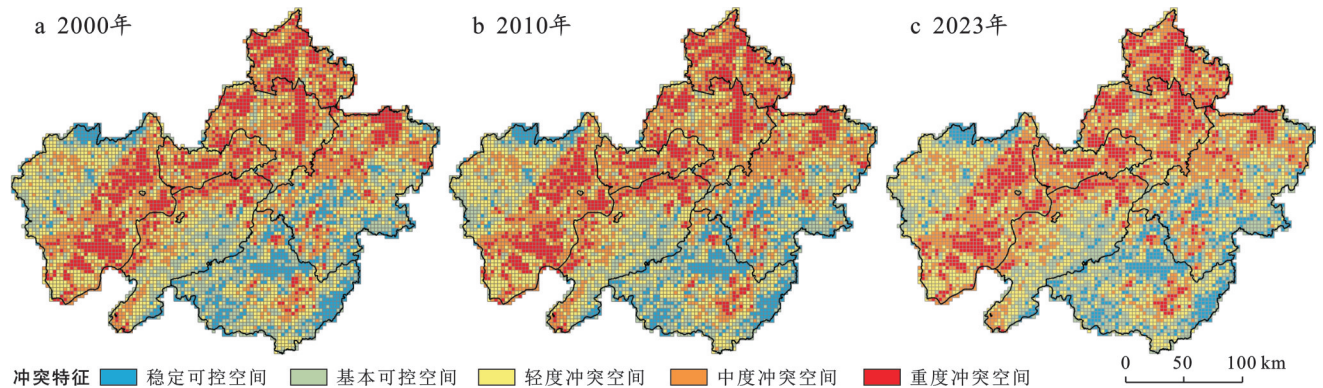 a 2000年
b 2010年
c 2023年
冲突特征 稳定可控空间 基本可控空间 轻度冲突空间 中度冲突空间 重度冲突空间
0 50 100 km